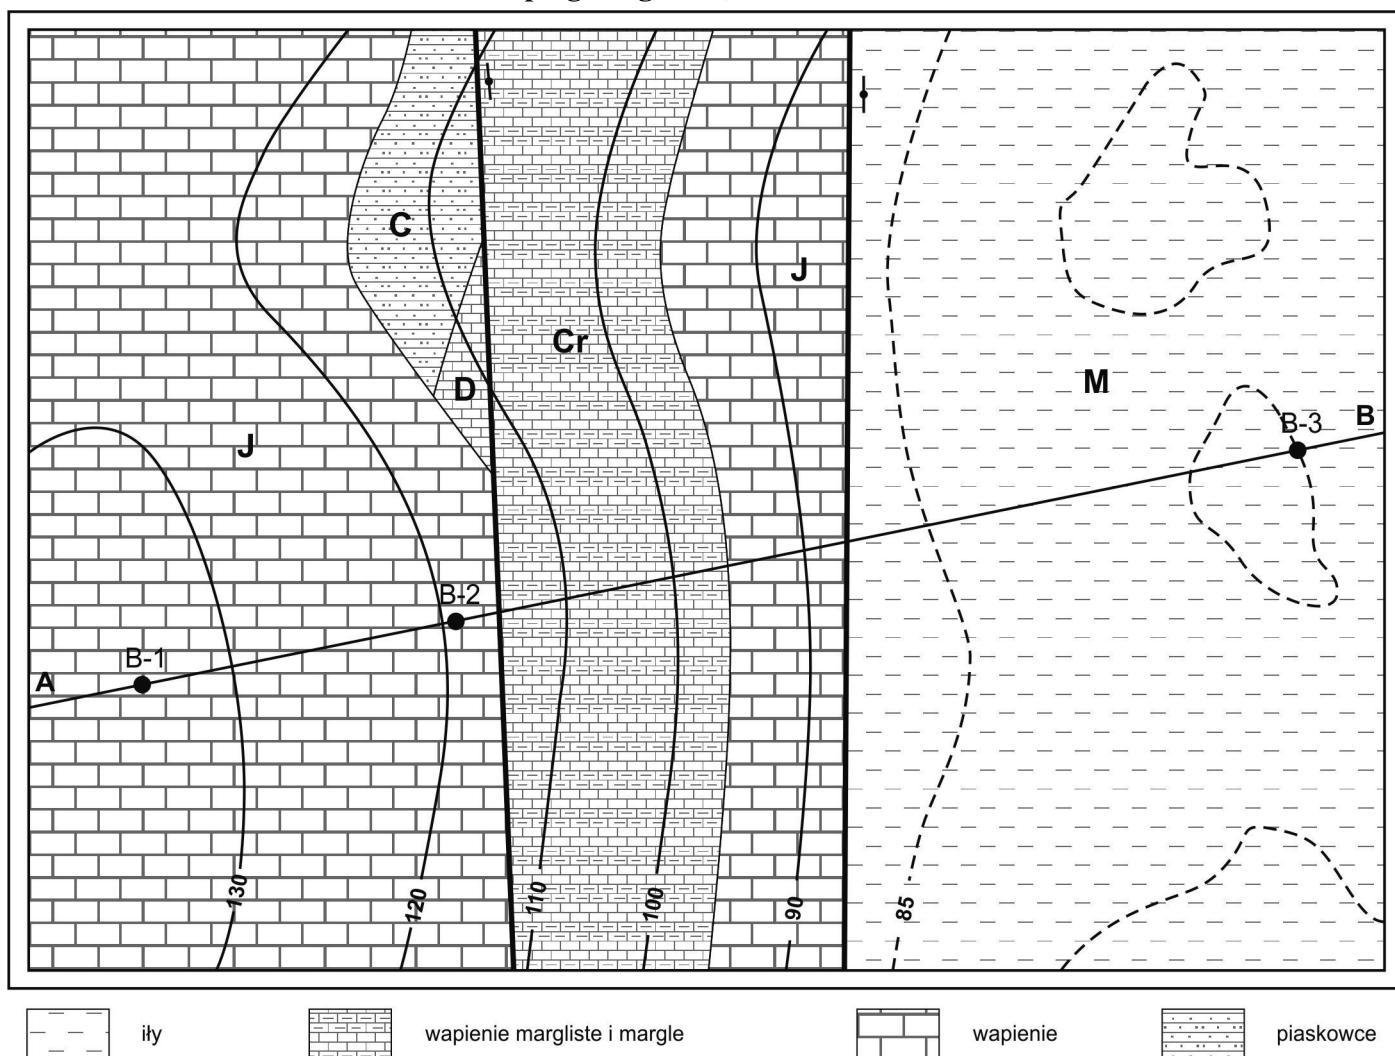 C
J
Cr
D
M
B-3
B
J
B-2
B-1
A
130
120
110
100
90
85
iły
wapienie margliste i margle
wapienie
piaskowce